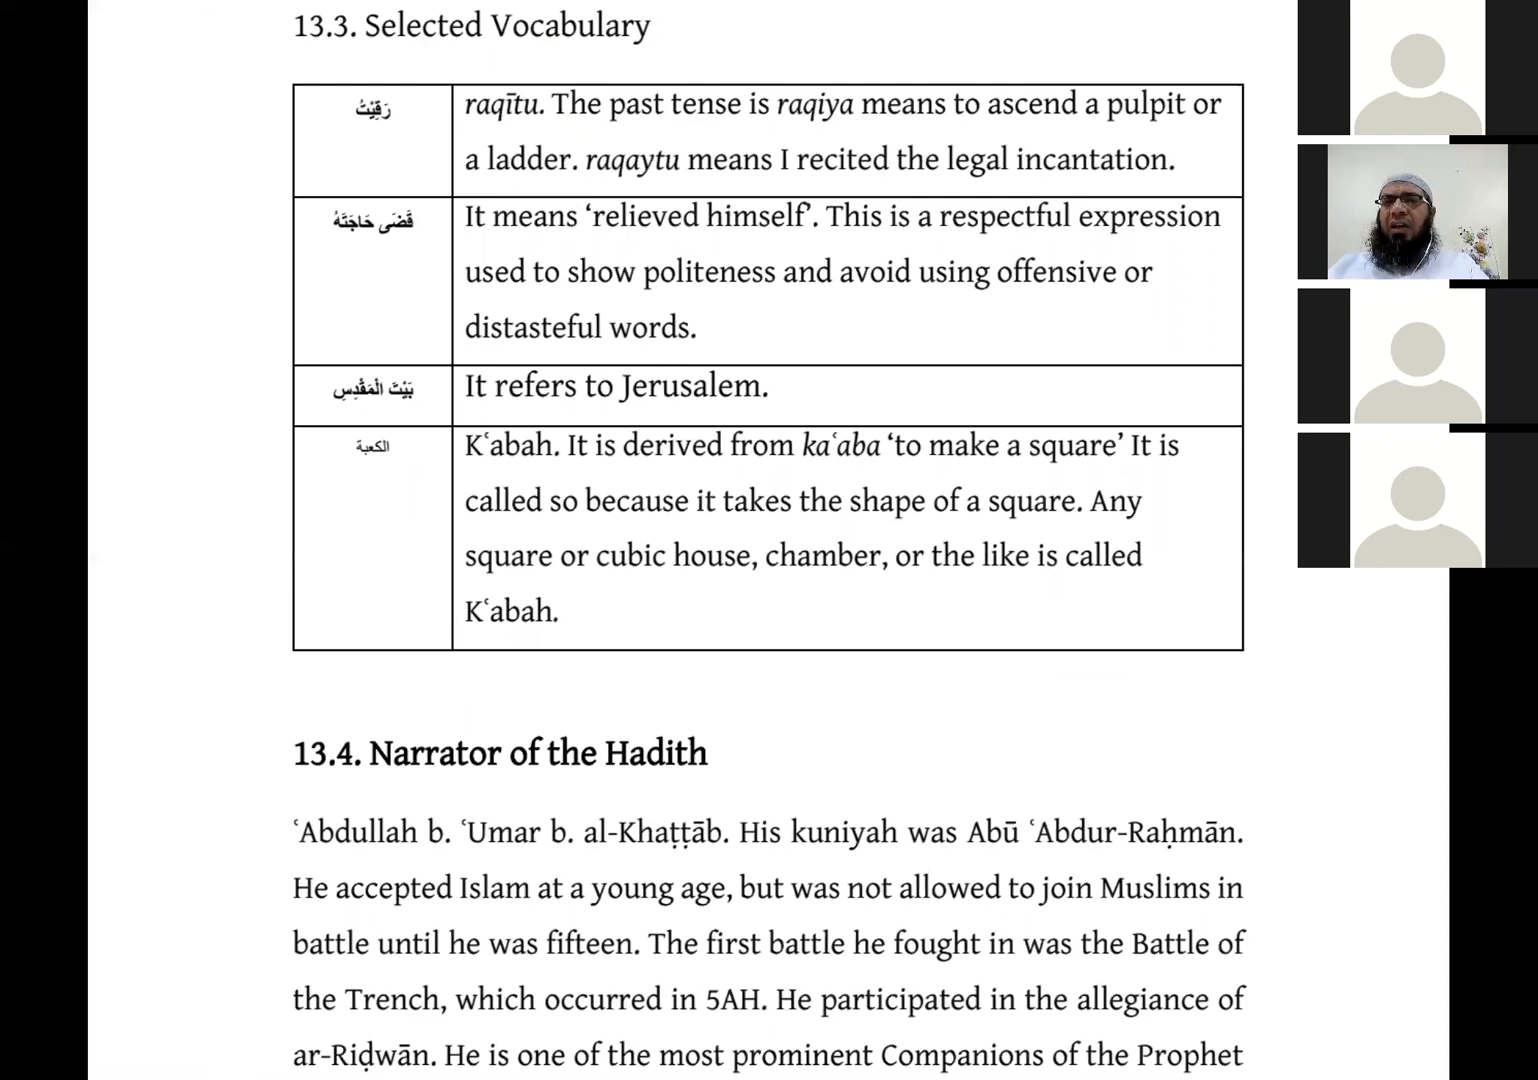 13.3. Selected Vocabulary
رَقِيْتُ
raqītu. The past tense is raqiya means to ascend a pulpit or
a ladder. raqaytu means I recited the legal incantation.
قَضَى حَاجَتَهُ
It means ‘relieved himself’. This is a respectful expression
used to show politeness and avoid using offensive or
distasteful words.
بَيْتَ الْمَقْدِسِ
It refers to Jerusalem.
الكعبة
Kʿabah. It is derived from kaʿaba ‘to make a square’ It is
called so because it takes the shape of a square. Any
square or cubic house, chamber, or the like is called
Kʿabah.
13.4. Narrator of the Hadith
ʿAbdullah b. ʿUmar b. al-Khaṭṭāb. His kuniyah was Abū ʿAbdur-Raḥmān.
He accepted Islam at a young age, but was not allowed to join Muslims in
battle until he was fifteen. The first battle he fought in was the Battle of
the Trench, which occurred in 5AH. He participated in the allegiance of
ar-Riḍwān. He is one of the most prominent Companions of the Prophet